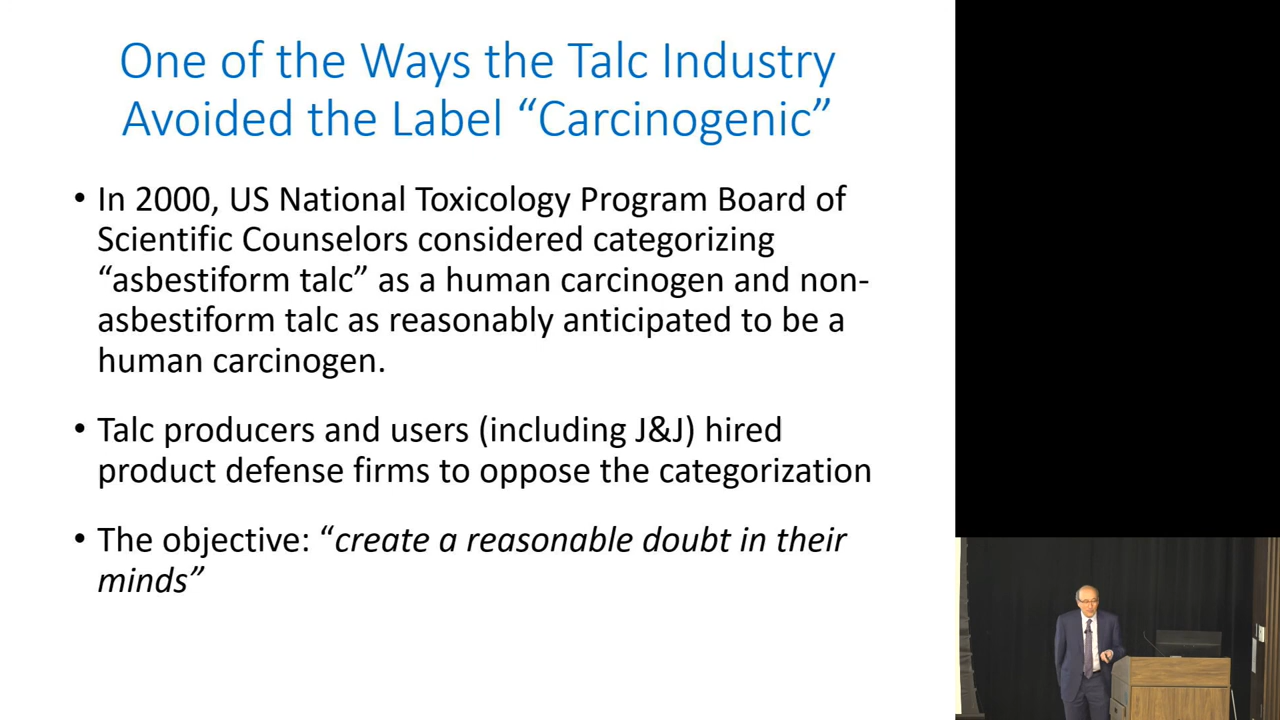 One of the Ways the Talc Industry
Avoided the Label “Carcinogenic”
• In 2000, US National Toxicology Program Board of
Scientific Counselors considered categorizing
“asbestiform talc” as a human carcinogen and non-
asbestiform talc as reasonably anticipated to be a
human carcinogen.
• Talc producers and users (including J&J) hired
product defense firms to oppose the categorization
• The objective: “create a reasonable doubt in their
minds”